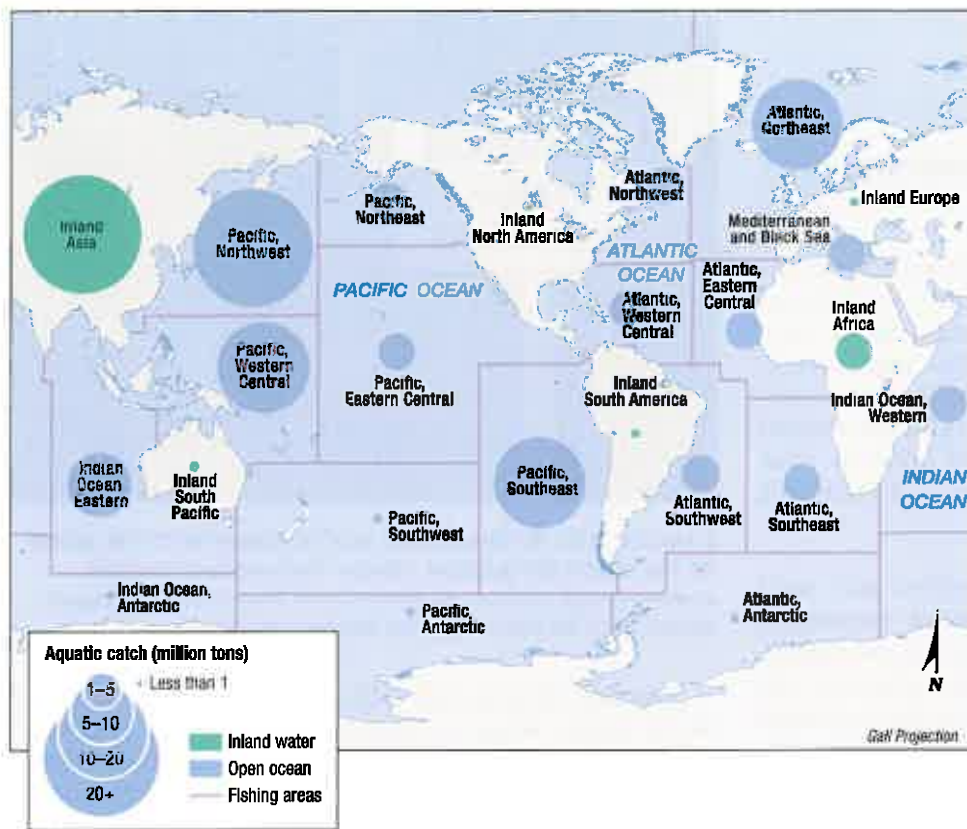 Atlantic,
Northeast
Inland
Asia
Pacific,
Northwest
Pacific,
Northeast
Inland
North America
Atlantic,
Northwest
Inland Europe
Mediterranean
and Black Sea
PACIFIC OCEAN
ATLANTIC
OCEAN
Atlantic,
Eastern
Central
Atlantic,
Western
Central
Inland
Africa
Pacific,
Western
Central
Pacific,
Eastern Central
Inland
South America
Indian Ocean,
Western
Indian
Ocean
Eastern
Inland
South
Pacific
Pacific,
Southeast
Pacific,
Southwest
Atlantic,
Southwest
Atlantic,
Southeast
INDIAN
OCEAN
Indian Ocean,
Antarctic
Pacific,
Antarctic
Atlantic,
Antarctic
N
Gall Projection
Aquatic catch (million tons)
Less than 1
1–5
5–10
10–20
20+
Inland water
Open ocean
Fishing areas